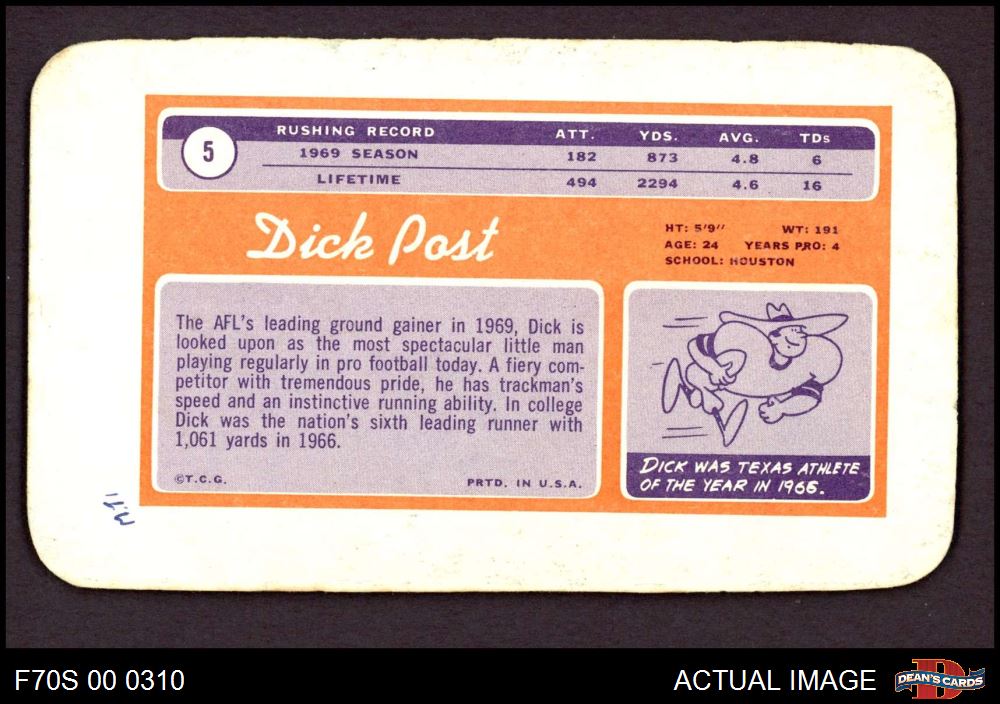 5
RUSHING RECORD ATT. YDS. AVG. TDs
1969 SEASON 182 873 4.8 6
LIFETIME 494 2294 4.6 16
Dick Post
HT: 5'9" WT: 191
AGE: 24 YEARS PRO: 4
SCHOOL: HOUSTON
The AFL's leading ground gainer in 1969, Dick is
looked upon as the most spectacular little man
playing regularly in pro football today. A fiery com-
petitor with tremendous pride, he has trackman's
speed and an instinctive running ability. In college
Dick was the nation's sixth leading runner with
1,061 yards in 1966.
©T.C.G. PRTD. IN U.S.A.
DICK WAS TEXAS ATHLETE
OF THE YEAR IN 1966.
F70S 00 0310
ACTUAL IMAGE
D
DEAN'S CARDS